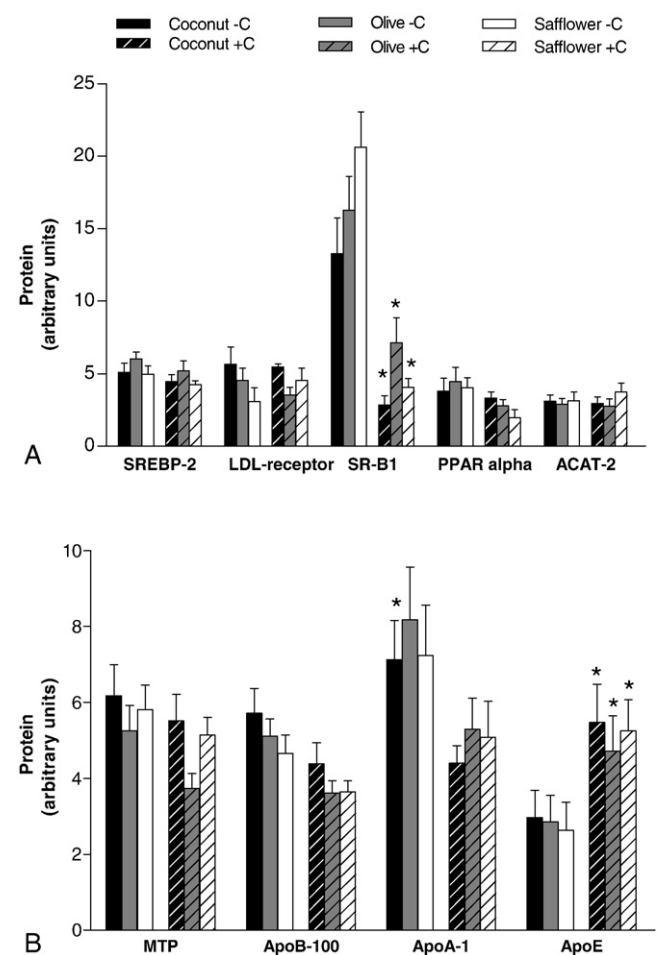 Coconut -C Olive -C Safflower -C
Coconut +C Olive +C Safflower +C
25
20
15
10
5
0
Protein
(arbitrary units)
* * *
A
SREBP-2 LDL-receptor SR-B1 PPAR alpha ACAT-2
10
8
6
4
2
0
Protein
(arbitrary units)
* * * *
B
MTP ApoB-100 ApoA-1 ApoE